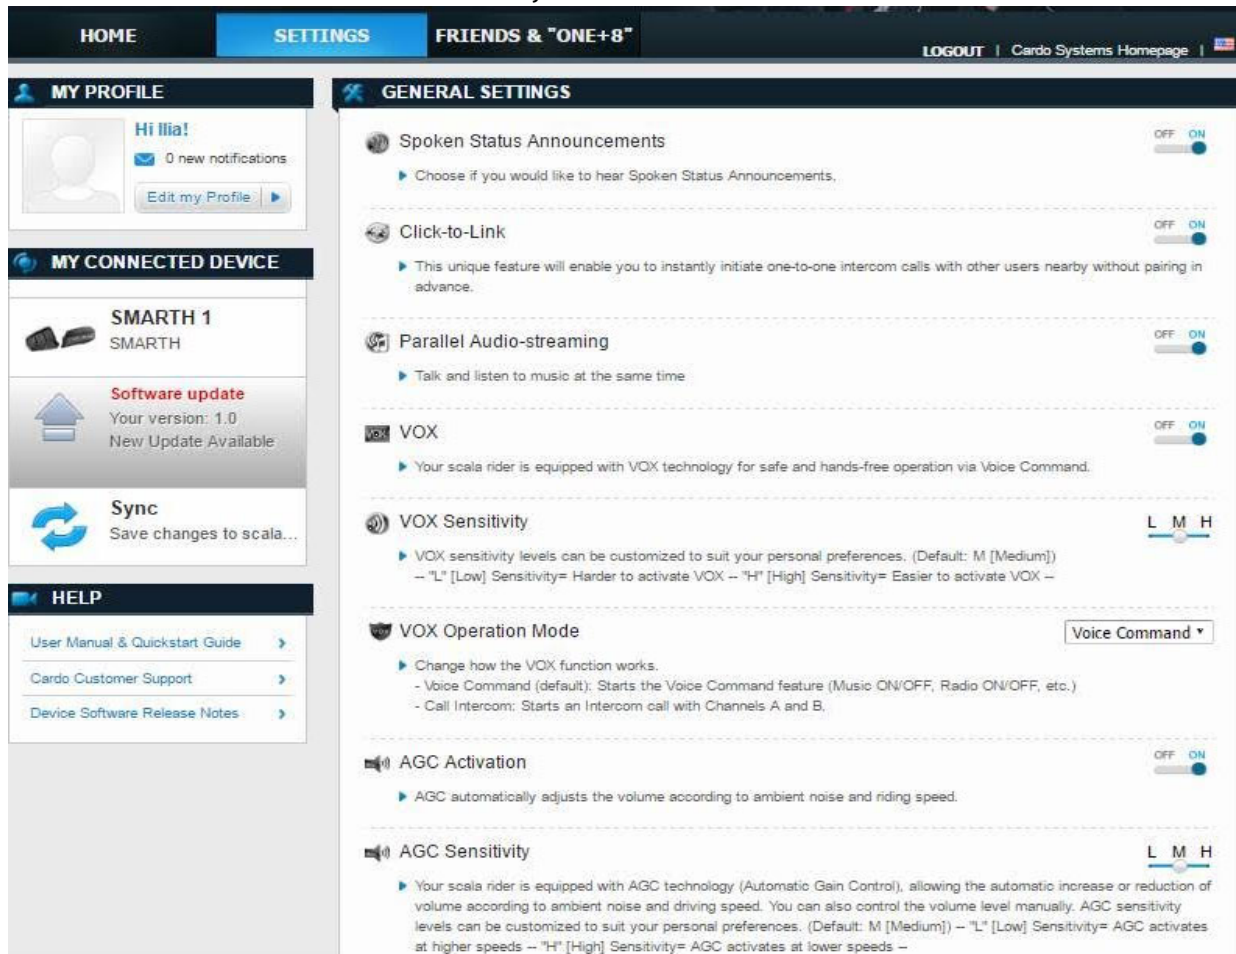 HOME
SETTINGS
FRIENDS & "ONE+8"
LOGOUT | Cardo Systems Homepage |
MY PROFILE
Hi Ilia!
0 new notifications
Edit my Profile
MY CONNECTED DEVICE
SMARTH 1
SMARTH
Software update
Your version: 1.0
New Update Available
Sync
Save changes to scala...
HELP
User Manual & Quickstart Guide
Cardo Customer Support
Device Software Release Notes
GENERAL SETTINGS
Spoken Status Announcements
OFF ON
Choose if you would like to hear Spoken Status Announcements.
Click-to-Link
OFF ON
This unique feature will enable you to instantly initiate one-to-one intercom calls with other users nearby without pairing in
advance.
Parallel Audio-streaming
OFF ON
Talk and listen to music at the same time
VOX
OFF ON
Your scala rider is equipped with VOX technology for safe and hands-free operation via Voice Command.
VOX Sensitivity
L M H
VOX sensitivity levels can be customized to suit your personal preferences. (Default: M [Medium])
-- "L" [Low] Sensitivity= Harder to activate VOX -- "H" [High] Sensitivity= Easier to activate VOX --
VOX Operation Mode
Voice Command
Change how the VOX function works.
- Voice Command (default): Starts the Voice Command feature (Music ON/OFF, Radio ON/OFF, etc.)
- Call Intercom: Starts an Intercom call with Channels A and B.
AGC Activation
OFF ON
AGC automatically adjusts the volume according to ambient noise and riding speed.
AGC Sensitivity
L M H
Your scala rider is equipped with AGC technology (Automatic Gain Control), allowing the automatic increase or reduction of
volume according to ambient noise and driving speed. You can also control the volume level manually. AGC sensitivity
levels can be customized to suit your personal preferences. (Default: M [Medium]) -- "L" [Low] Sensitivity= AGC activates
at higher speeds -- "H" [High] Sensitivity= AGC activates at lower speeds --